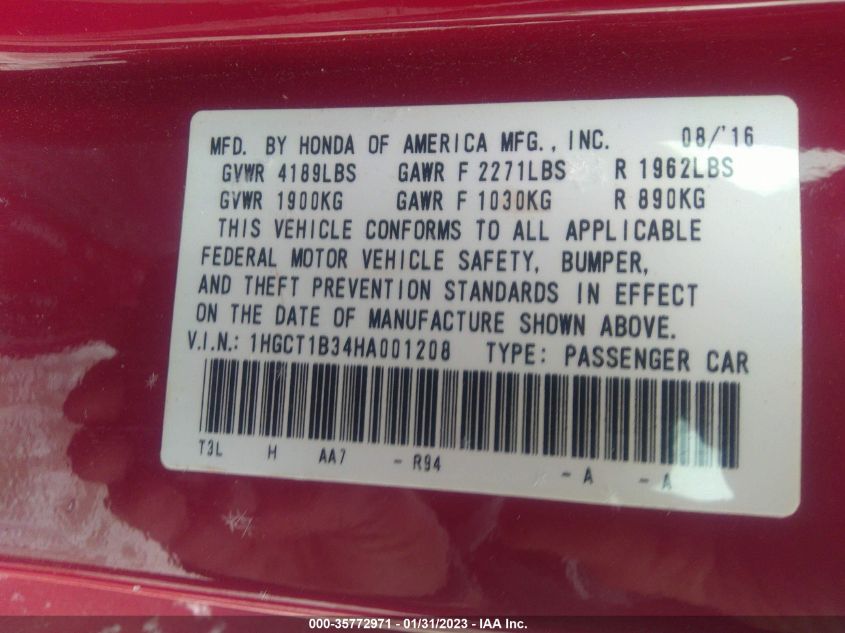 MFD. BY HONDA OF AMERICA MFG., INC. 08/'16
GVWR 4189LBS GAWR F 2271LBS R 1962LBS
GVWR 1900KG GAWR F 1030KG R 890KG
THIS VEHICLE CONFORMS TO ALL APPLICABLE
FEDERAL MOTOR VEHICLE SAFETY, BUMPER,
AND THEFT PREVENTION STANDARDS IN EFFECT
ON THE DATE OF MANUFACTURE SHOWN ABOVE.
V.I.N.: 1HGCT1B34HA001208 TYPE: PASSENGER CAR
T3L H AA7 - R94 - A - A
000-35772971 - 01/31/2023 - IAA Inc.